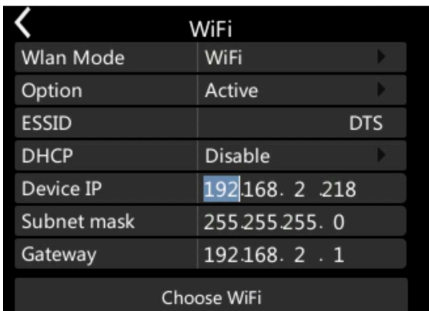 WiFi
Wlan Mode WiFi
Option Active
ESSID DTS
DHCP Disable
Device IP 192.168. 2 .218
Subnet mask 255.255.255. 0
Gateway 192.168. 2 . 1
Choose WiFi